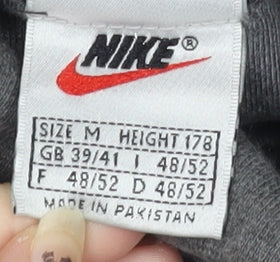 NIKE®
SIZE M HEIGHT 178
GB 39/41 I 48/52
F 48/52 D 48/52
MADE IN PAKISTAN